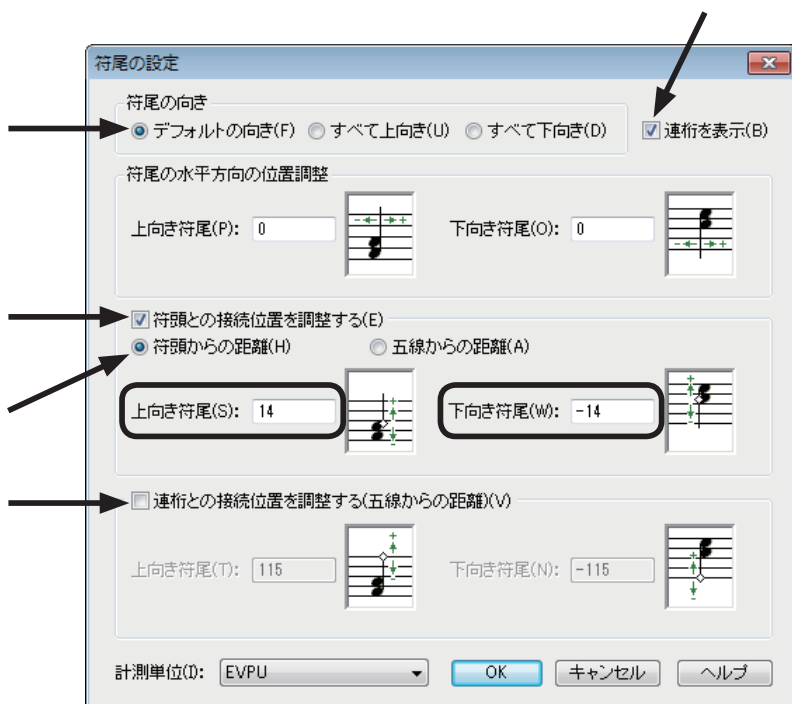 符尾の設定
符尾の向き
デフォルトの向き(F) すべて上向き(U) すべて下向き(D) 連桁を表示(B)
符尾の水平方向の位置調整
上向き符尾(P): 0 下向き符尾(O): 0
符頭との接続位置を調整する(E)
符頭からの距離(H) 五線からの距離(A)
上向き符尾(S): 14 下向き符尾(W): -14
連桁との接続位置を調整する(五線からの距離)(V)
上向き符尾(T): 115 下向き符尾(N): -115
計測単位(I): EVPU OK キャンセル ヘルプ